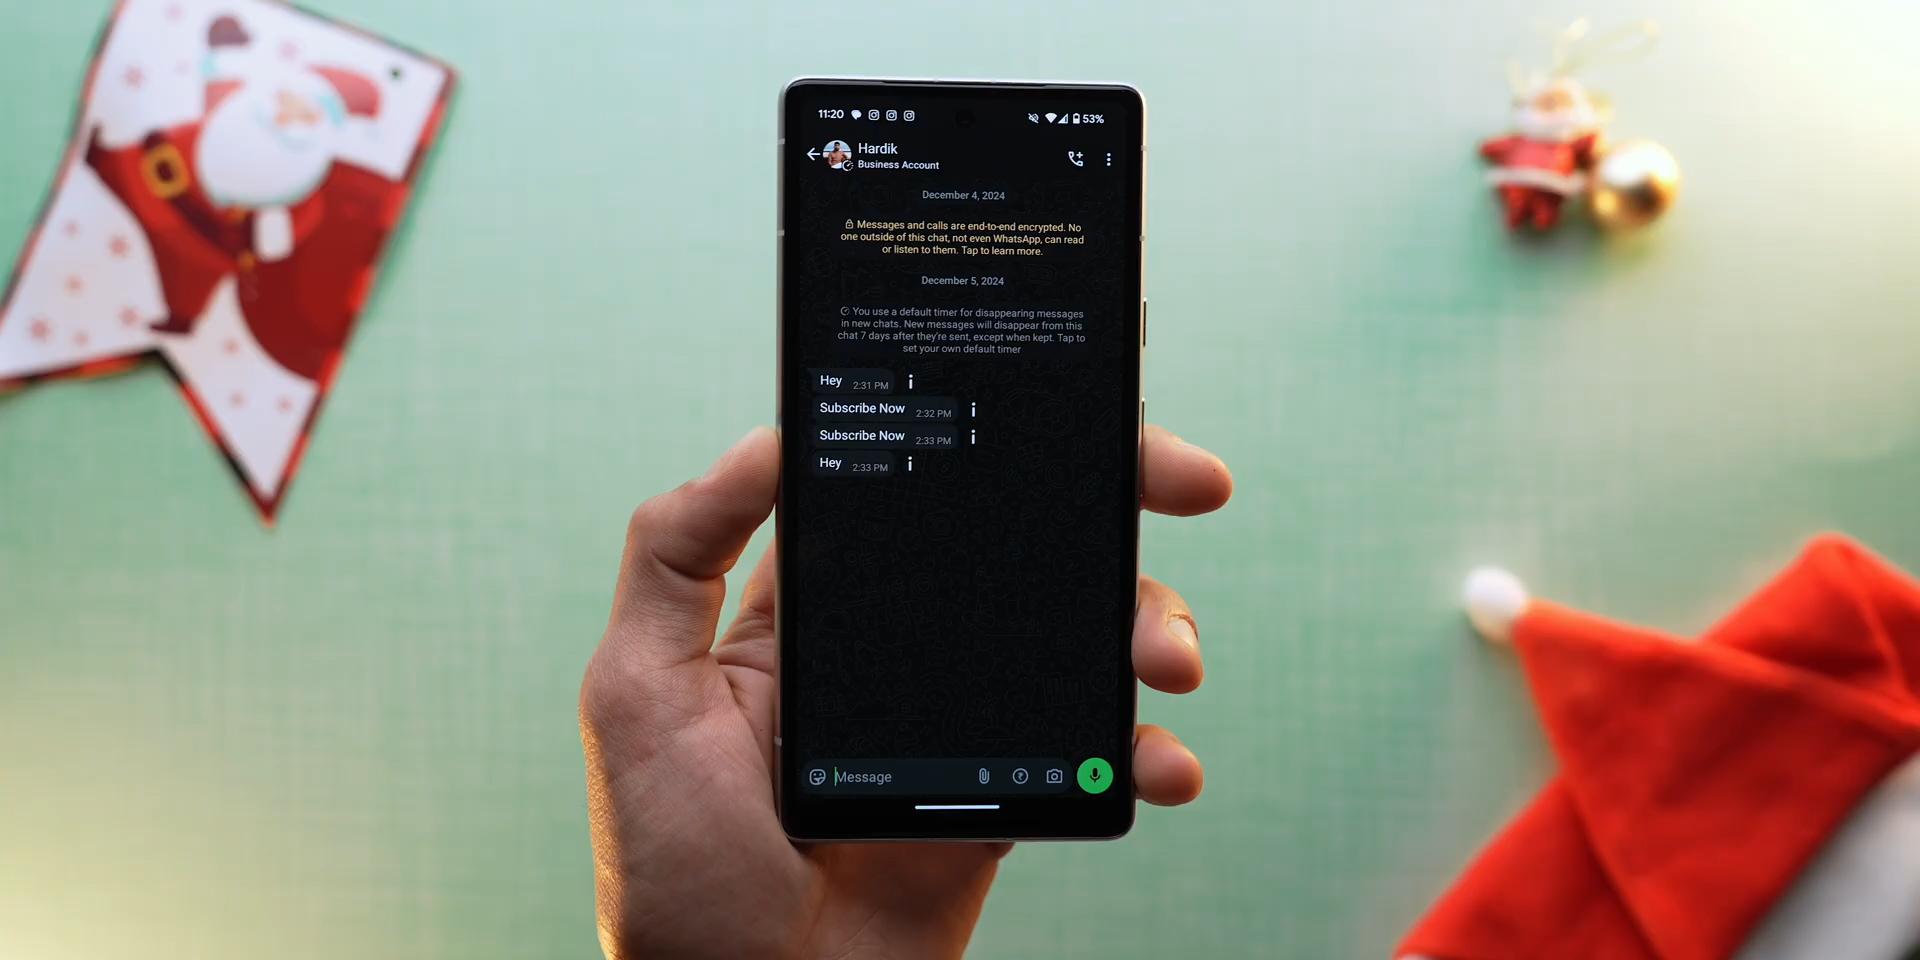 11:20 53%
Hardik
Business Account
December 4, 2024
Messages and calls are end-to-end encrypted. No
one outside of this chat, not even WhatsApp, can read
or listen to them. Tap to learn more.
December 5, 2024
You use a default timer for disappearing messages
in new chats. New messages will disappear from this
chat 7 days after they're sent, except when kept. Tap to
set your own default timer
Hey 2:31 PM
Subscribe Now 2:32 PM
Subscribe Now 2:33 PM
Hey 2:33 PM
Message